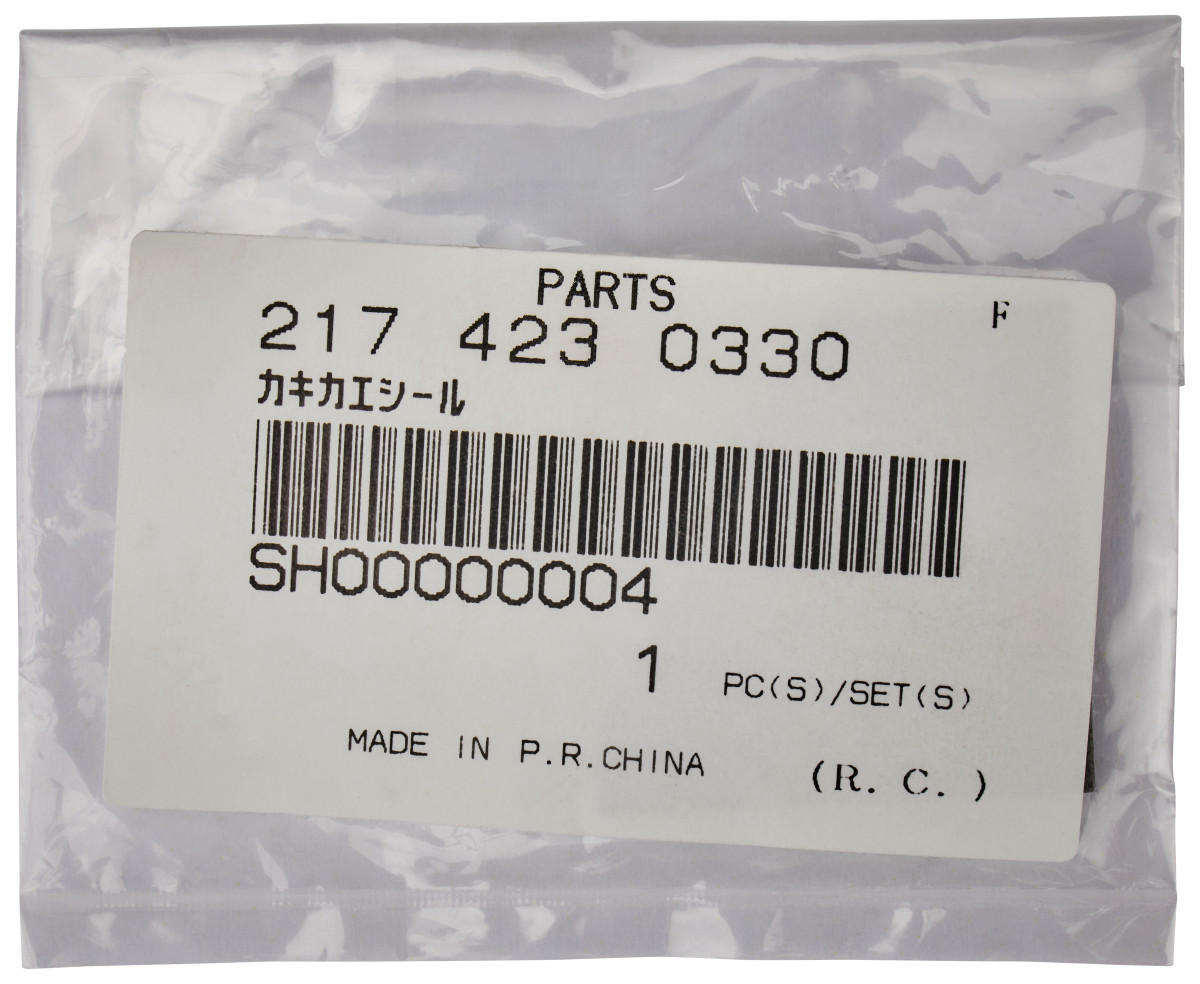 PARTS
F
217 423 0330
カキカエシール
SH00000004
1 PC(S)/SET(S)
MADE IN P.R.CHINA (R. C. )